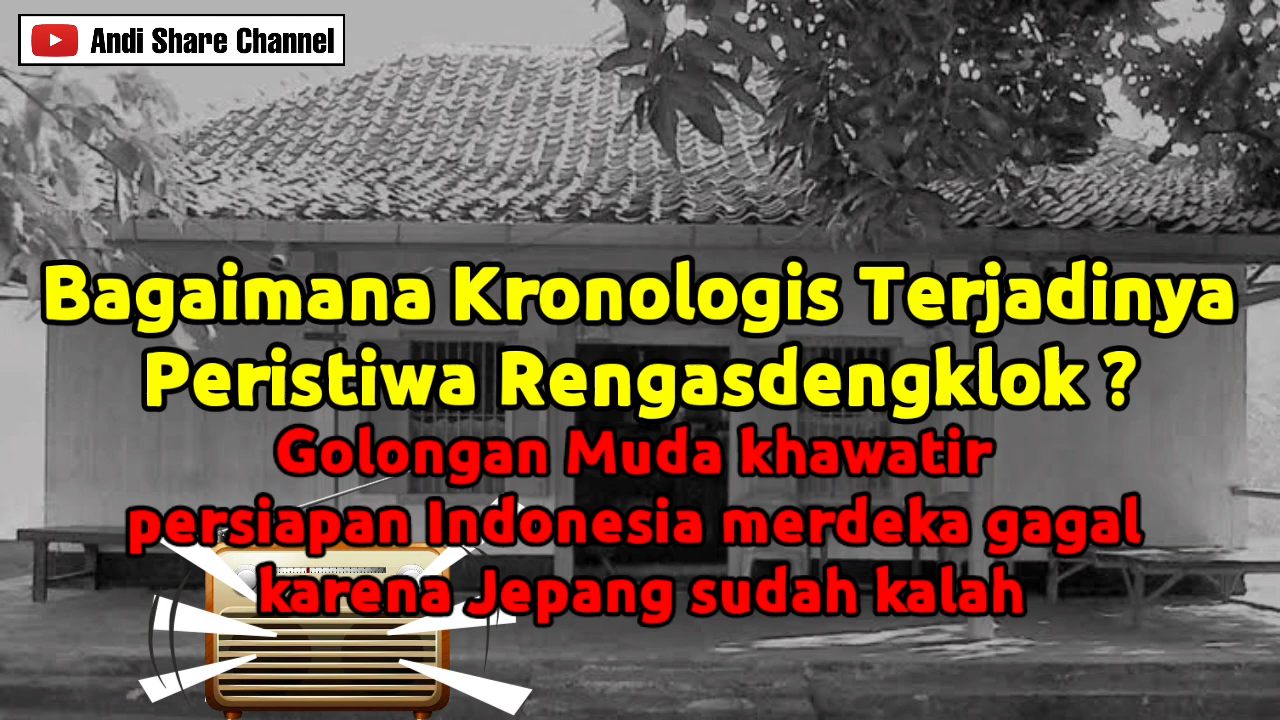 Andi Share Channel
Bagaimana Kronologis Terjadinya
Peristiwa Rengasdengklok ?
Golongan Muda khawatir
persiapan Indonesia merdeka gagal
karena Jepang sudah kalah